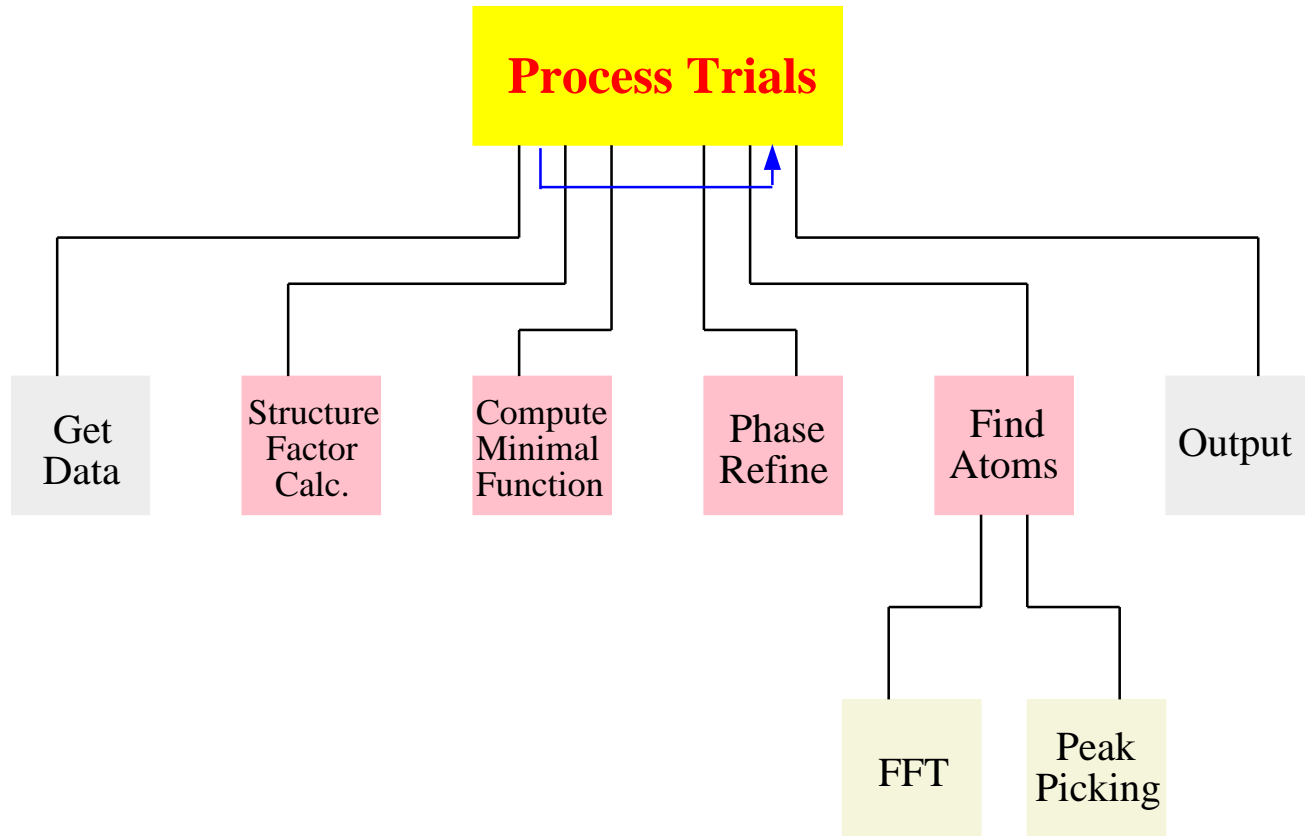 Process Trials
Get
Data
Structure
Factor
Calc.
Compute
Minimal
Function
Phase
Refine
Find
Atoms
Output
FFT
Peak
Picking